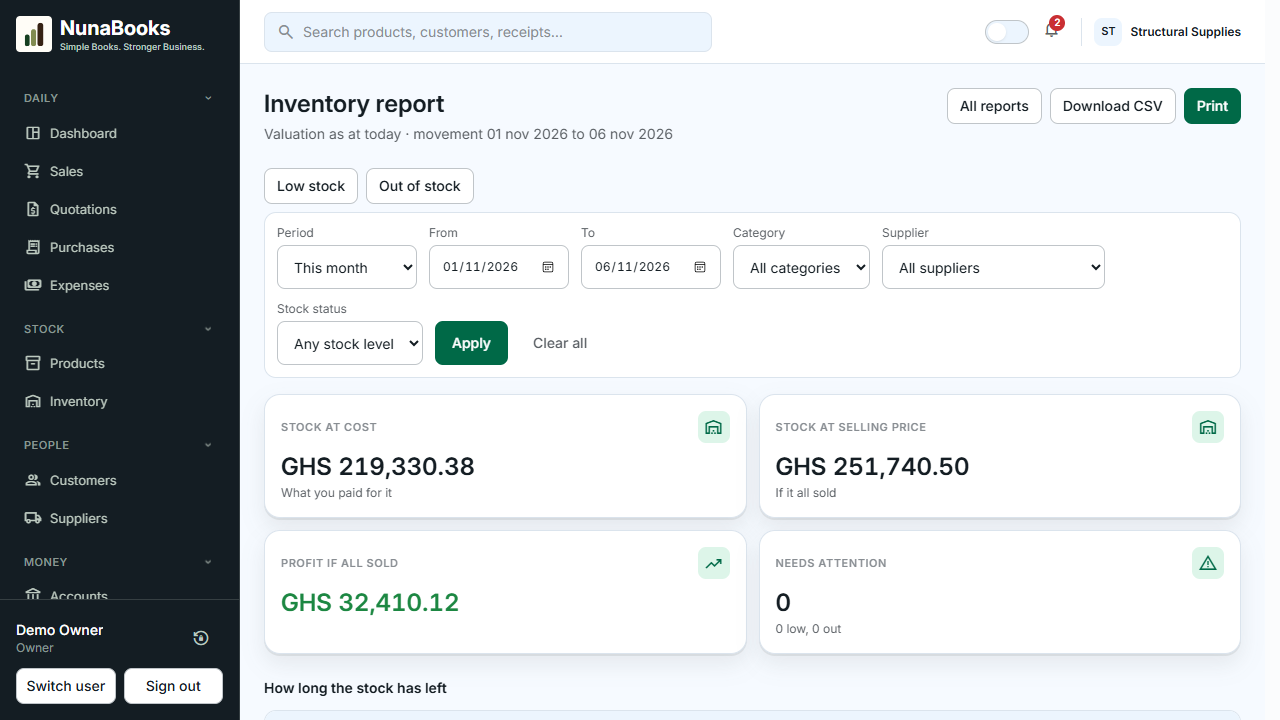 NunaBooks
Simple Books. Stronger Business.
Search products, customers, receipts...
2
ST
Structural Supplies
DAILY
Dashboard
Sales
Quotations
Purchases
Expenses
STOCK
Products
Inventory
PEOPLE
Customers
Suppliers
MONEY
Accounts
Demo Owner
Owner
Switch user
Sign out
Inventory report
Valuation as at today · movement 01 nov 2026 to 06 nov 2026
All reports
Download CSV
Print
Low stock
Out of stock
Period
From
To
Category
Supplier
This month
01/11/2026
06/11/2026
All categories
All suppliers
Stock status
Any stock level
Apply
Clear all
STOCK AT COST
GHS 219,330.38
What you paid for it
STOCK AT SELLING PRICE
GHS 251,740.50
If it all sold
PROFIT IF ALL SOLD
GHS 32,410.12
NEEDS ATTENTION
0
0 low, 0 out
How long the stock has left